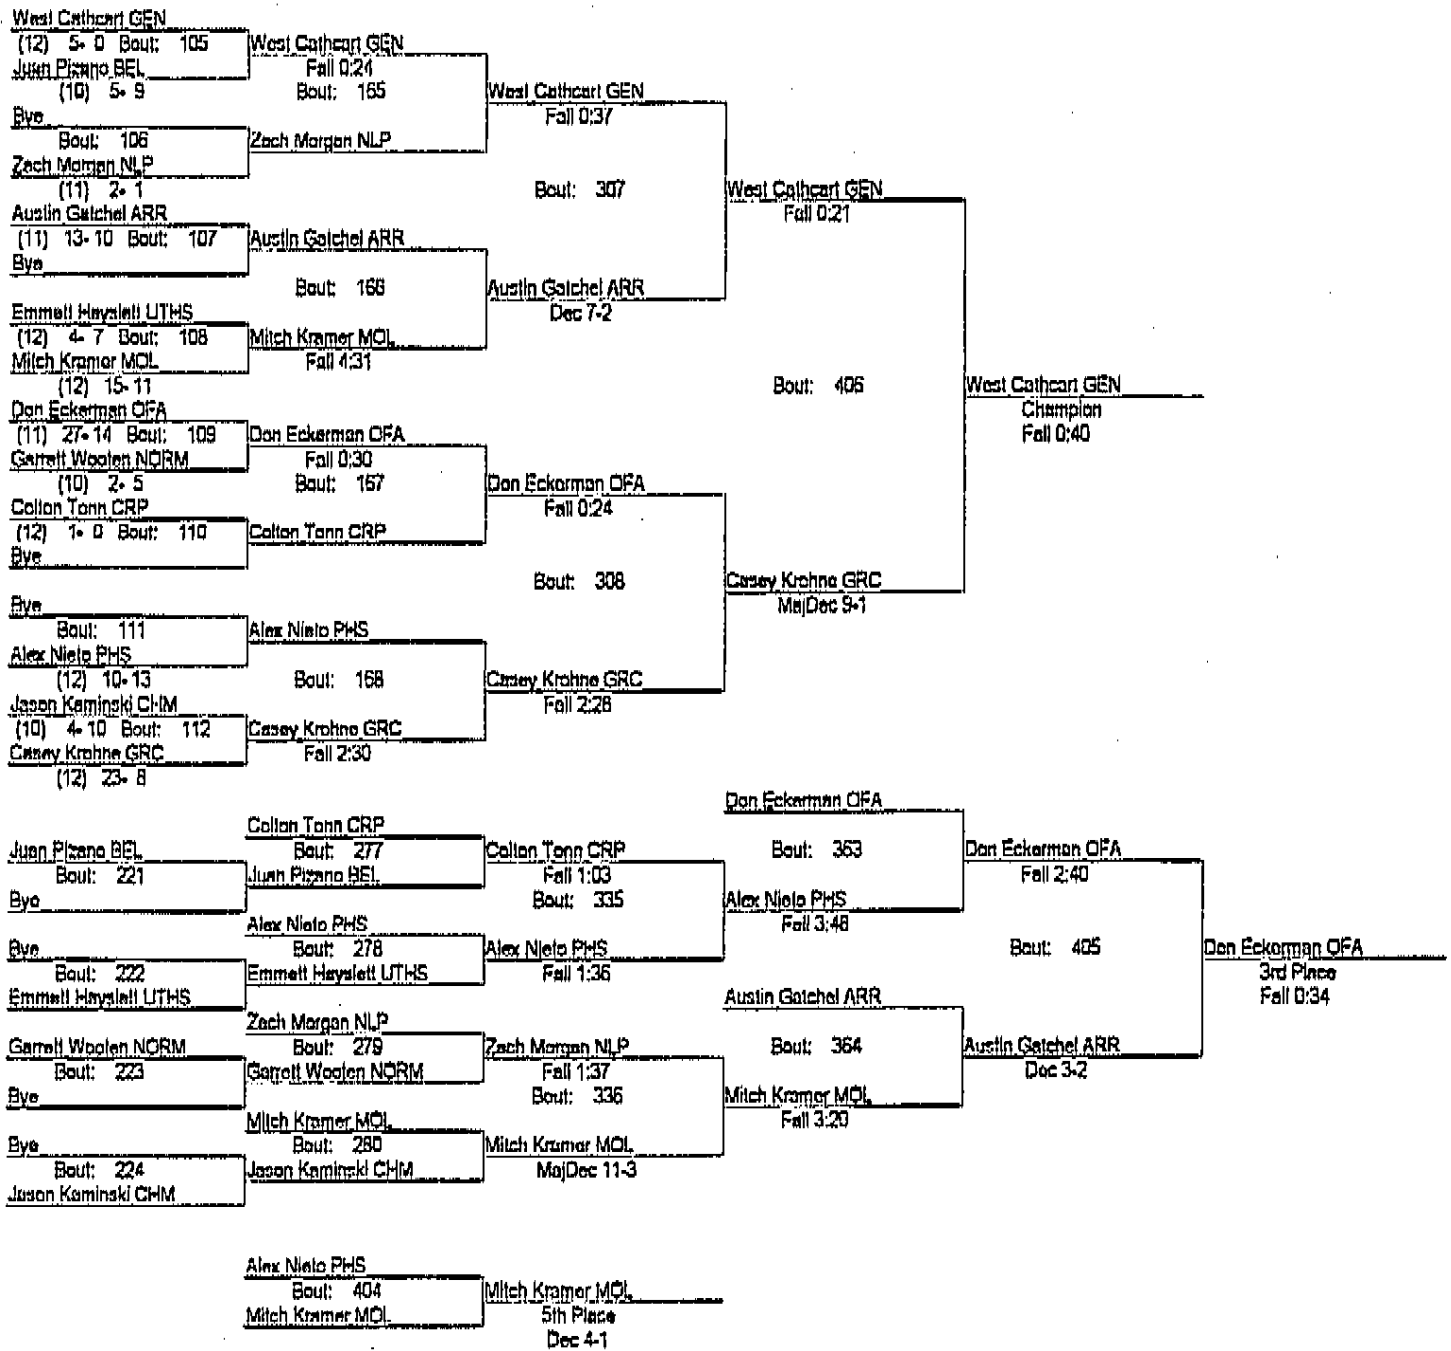 West Cathcart GEN
(12) 5- 0 Bout: 105
Juan Pizano BEL
(10) 5- 9
Bye
Bout: 106
Zach Morgan NLP
(11) 2- 1
Austin Gatchel ARR
(11) 13- 10 Bout: 107
Bye
Emmett Hayslett UTHS
(12) 4- 7 Bout: 108
Mitch Kramer MOL
(12) 15- 11
Don Eckerman OFA
(11) 27- 14 Bout: 109
Garrett Wooten NORM
(10) 2- 5
Colton Tonn CRP
(12) 1- 0 Bout: 110
Bye
Bye
Bout: 111
Alex Nieto PHS
(12) 10- 13
Jason Kaminski CHM
(10) 4- 10 Bout: 112
Casey Krohne GRC
(12) 23- 8
West Cathcart GEN
Fall 0:24
Bout: 165
Zach Morgan NLP
Austin Gatchel ARR
Bout: 166
Mitch Kramer MOL
Fall 4:31
Don Eckerman OFA
Fall 0:30
Bout: 167
Colton Tonn CRP
Alex Nieto PHS
Bout: 168
Casey Krohne GRC
Fall 2:30
West Cathcart GEN
Fall 0:37
Bout: 307
Austin Gatchel ARR
Dec 7-2
Don Eckerman OFA
Fall 0:24
Bout: 308
Casey Krohne GRC
Fall 2:28
West Cathcart GEN
Fall 0:21
Bout: 406
Casey Krohne GRC
MajDec 9-1
West Cathcart GEN
Champion
Fall 0:40
Juan Pizano BEL
Bout: 221
Bye
Bye
Bout: 222
Emmett Hayslett UTHS
Garrett Wooten NORM
Bout: 223
Bye
Bye
Bout: 224
Jason Kaminski CHM
Colton Tonn CRP
Bout: 277
Juan Pizano BEL
Alex Nieto PHS
Bout: 278
Emmett Hayslett UTHS
Zach Morgan NLP
Bout: 279
Garrett Wooten NORM
Mitch Kramer MOL
Bout: 280
Jason Kaminski CHM
Colton Tonn CRP
Fall 1:03
Bout: 335
Alex Nieto PHS
Fall 1:36
Zach Morgan NLP
Fall 1:37
Bout: 336
Mitch Kramer MOL
MajDec 11-3
Don Eckerman OFA
Bout: 363
Alex Nieto PHS
Fall 3:48
Austin Gatchel ARR
Bout: 364
Mitch Kramer MOL
Fall 3:20
Don Eckerman OFA
Fall 2:40
Bout: 405
Austin Gatchel ARR
Dec 3-2
Don Eckerman OFA
3rd Place
Fall 0:34
Alex Nieto PHS
Bout: 404
Mitch Kramer MOL
Mitch Kramer MOL
5th Place
Dec 4-1